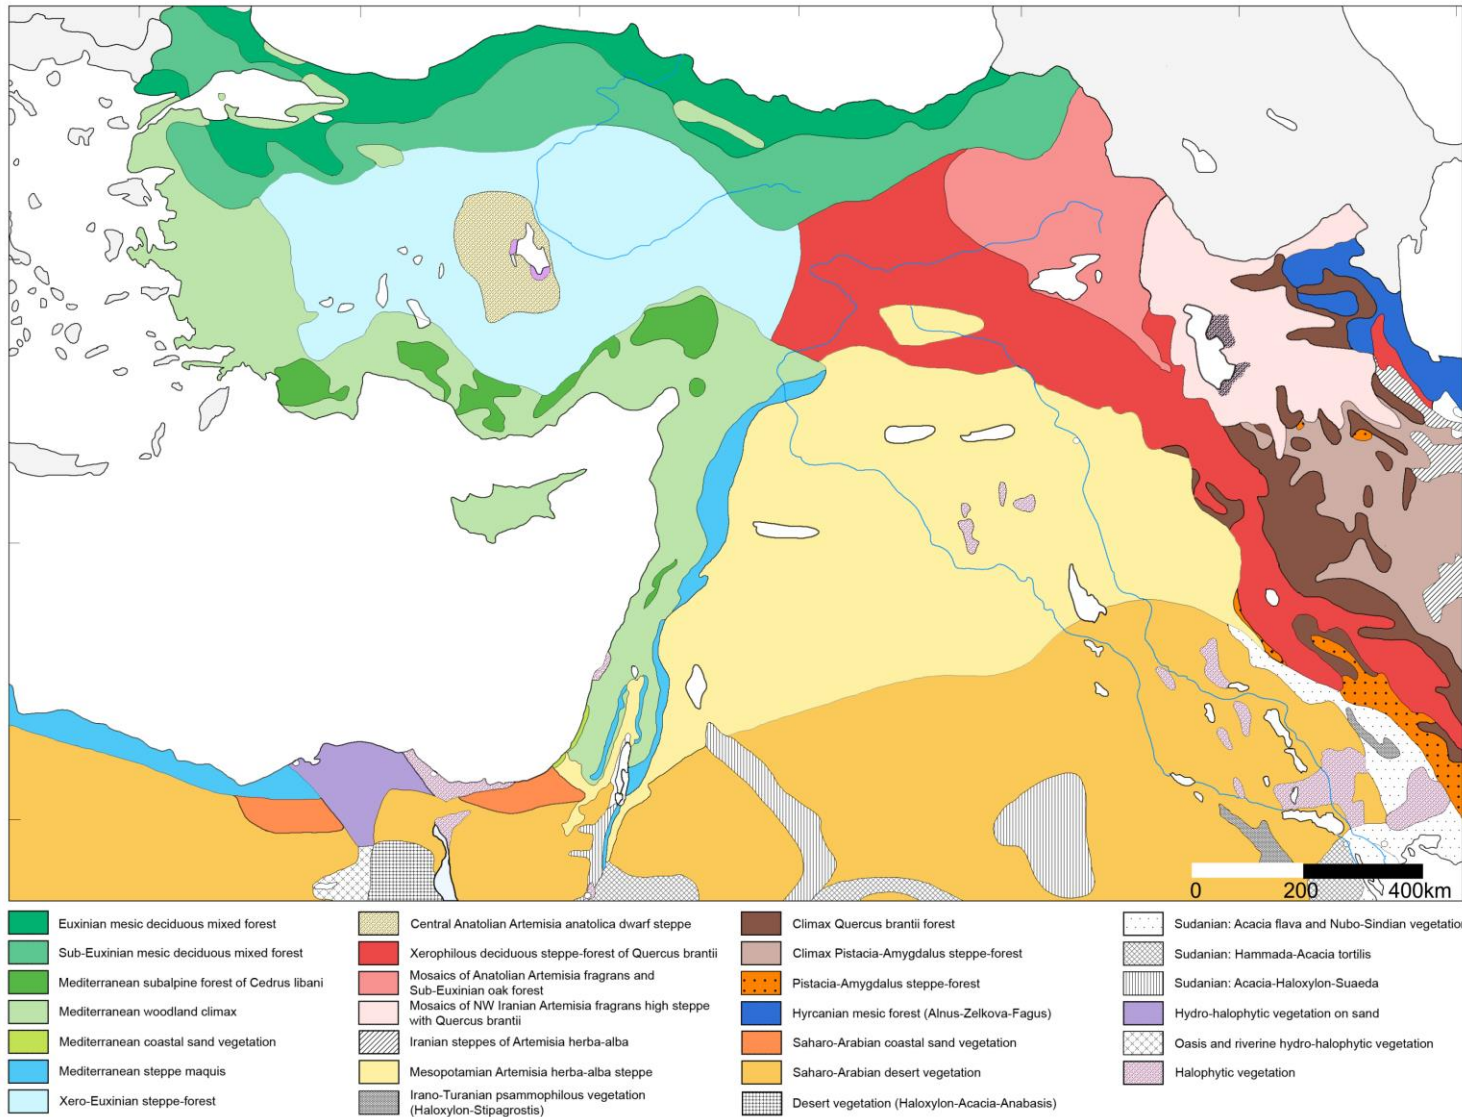 0 200 400km
Euxinian mesic deciduous mixed forest
Sub-Euxinian mesic deciduous mixed forest
Mediterranean subalpine forest of Cedrus libani
Mediterranean woodland climax
Mediterranean coastal sand vegetation
Mediterranean steppe maquis
Xero-Euxinian steppe-forest
Central Anatolian Artemisia anatolica dwarf steppe
Xerophilous deciduous steppe-forest of Quercus brantii
Mosaics of Anatolian Artemisia fragrans and
Sub-Euxinian oak forest
Mosaics of NW Iranian Artemisia fragrans high steppe
with Quercus brantii
Iranian steppes of Artemisia herba-alba
Mesopotamian Artemisia herba-alba steppe
Irano-Turanian psammophilous vegetation
(Haloxylon-Stipagrostis)
Climax Quercus brantii forest
Climax Pistacia-Amygdalus steppe-forest
Pistacia-Amygdalus steppe-forest
Hyrcanian mesic forest (Alnus-Zelkova-Fagus)
Saharo-Arabian coastal sand vegetation
Saharo-Arabian desert vegetation
Desert vegetation (Haloxylon-Acacia-Anabasis)
Sudanian: Acacia flava and Nubo-Sindian vegetation
Sudanian: Hammada-Acacia tortilis
Sudanian: Acacia-Haloxylon-Suaeda
Hydro-halophytic vegetation on sand
Oasis and riverine hydro-halophytic vegetation
Halophytic vegetation